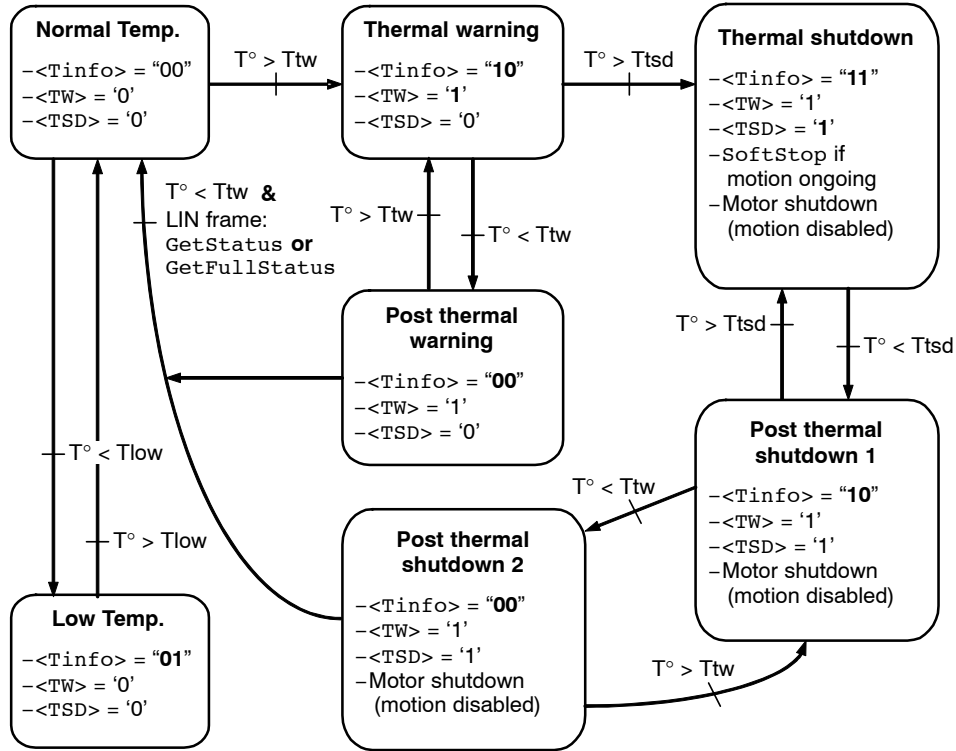 Normal Temp.
–<Tinfo> = “00”
–<TW> = ‘0’
–<TSD> = ‘0’
T° > Ttw
Thermal warning
–<Tinfo> = “10”
–<TW> = ‘1’
–<TSD> = ‘0’
T° > Ttsd
Thermal shutdown
–<Tinfo> = “11”
–<TW> = ‘1’
–<TSD> = ‘1’
–SoftStop if
motion ongoing
–Motor shutdown
(motion disabled)
T° < Ttw &
LIN frame:
GetStatus or
GetFullStatus
T° > Ttw
T° < Ttw
Post thermal
warning
–<Tinfo> = “00”
–<TW> = ‘1’
–<TSD> = ‘0’
T° > Ttsd
T° < Ttsd
Post thermal
shutdown 1
–<Tinfo> = “10”
–<TW> = ‘1’
–<TSD> = ‘1’
–Motor shutdown
(motion disabled)
T° < Tlow
T° > Tlow
T° < Ttw
Post thermal
shutdown 2
–<Tinfo> = “00”
–<TW> = ‘1’
–<TSD> = ‘1’
–Motor shutdown
(motion disabled)
T° > Ttw
Low Temp.
–<Tinfo> = “01”
–<TW> = ‘0’
–<TSD> = ‘0’